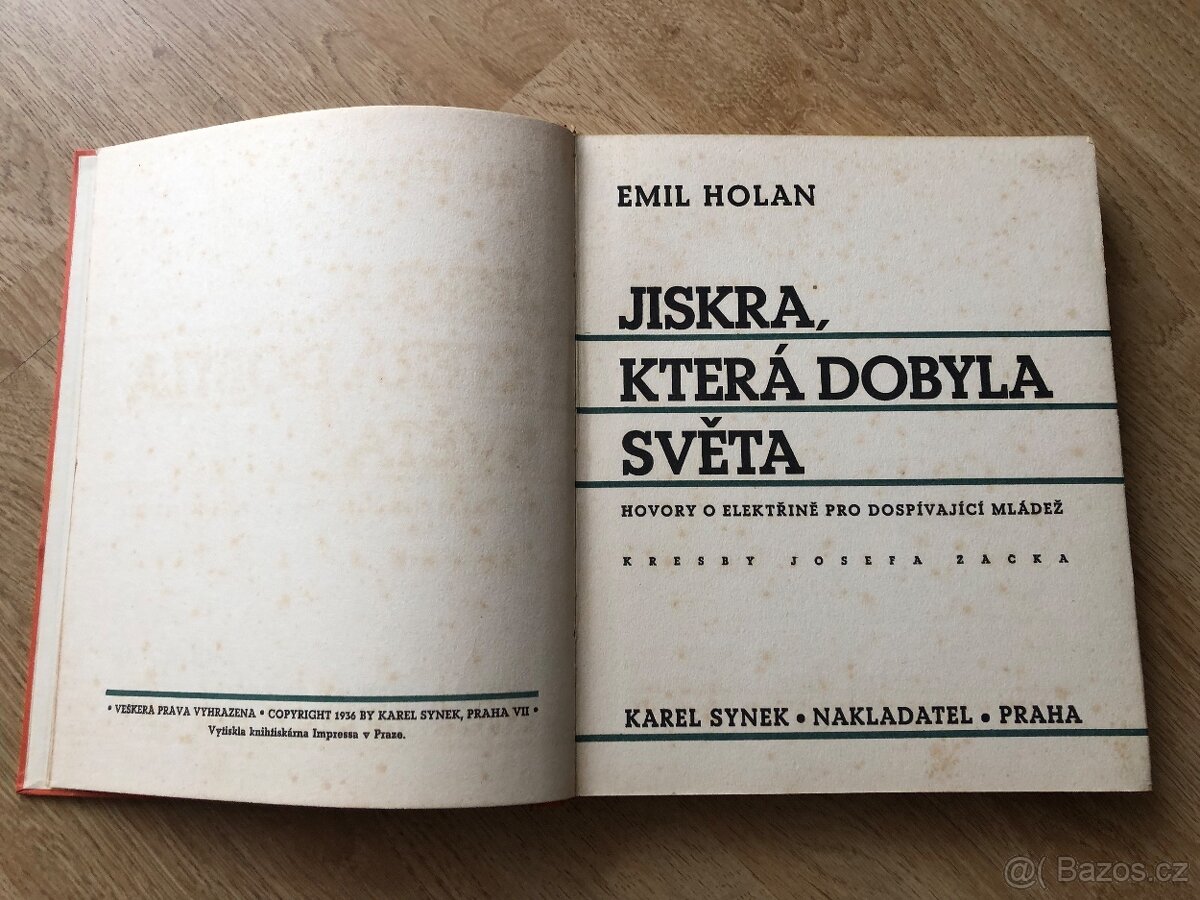 • VEŠKERÁ PRÁVA VYHRAZENA • COPYRIGHT 1936 BY KAREL SYNEK, PRAHA VII •
Vytiskla knihtiskárna Impressa v Praze.
EMIL HOLAN
JISKRA,
KTERÁ DOBYLA
SVĚTA
HOVORY O ELEKTŘINĚ PRO DOSPÍVAJÍCÍ MLÁDEŽ
KRESBY JOSEFA ZÁČKA
KAREL SYNEK • NAKLADATEL • PRAHA
@( Bazos.cz